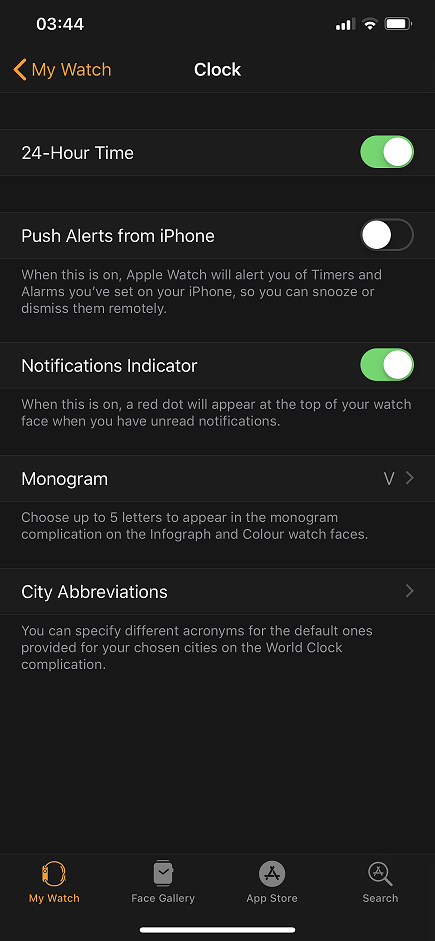 03:44
My Watch
Clock
24-Hour Time
Push Alerts from iPhone
When this is on, Apple Watch will alert you of Timers and
Alarms you’ve set on your iPhone, so you can snooze or
dismiss them remotely.
Notifications Indicator
When this is on, a red dot will appear at the top of your watch
face when you have unread notifications.
Monogram V
Choose up to 5 letters to appear in the monogram
complication on the Infograph and Colour watch faces.
City Abbreviations
You can specify different acronyms for the default ones
provided for your chosen cities on the World Clock
complication.
My Watch Face Gallery App Store Search